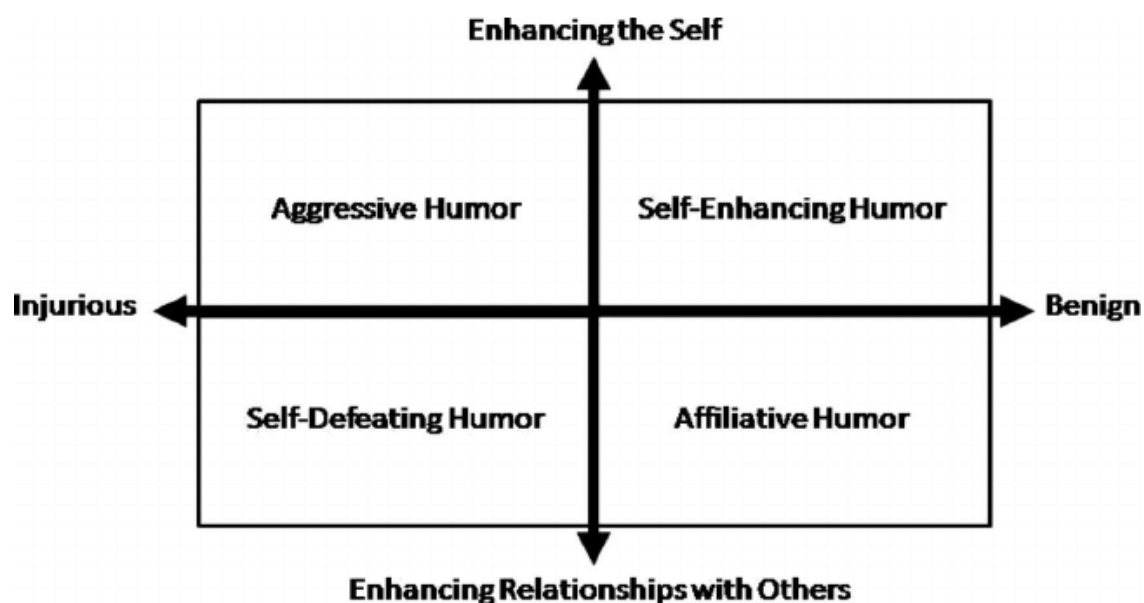 Enhancing the Self
Aggressive Humor
Self-Enhancing Humor
Injurious
Benign
Self-Defeating Humor
Affiliative Humor
Enhancing Relationships with Others